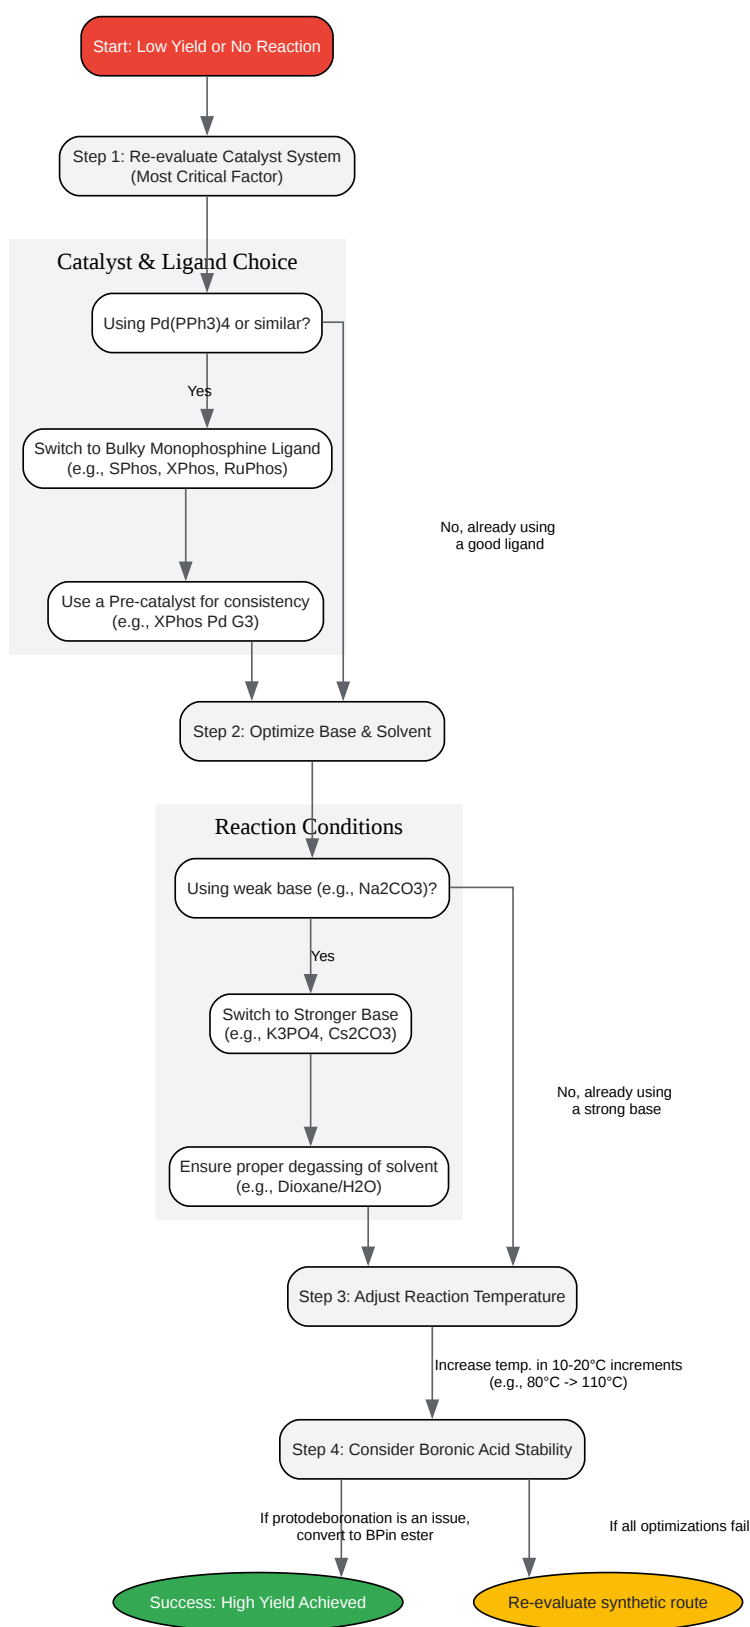 Start: Low Yield or No Reaction
Step 1: Re-evaluate Catalyst System
(Most Critical Factor)
Catalyst & Ligand Choice
Using Pd(PPh3)4 or similar?
Yes
Switch to Bulky Monophosphine Ligand
(e.g., SPhos, XPhos, RuPhos)
No, already using
a good ligand
Use a Pre-catalyst for consistency
(e.g., XPhos Pd G3)
Step 2: Optimize Base & Solvent
Reaction Conditions
Using weak base (e.g., Na2CO3)?
Yes
Switch to Stronger Base
(e.g., K3PO4, Cs2CO3)
No, already using
a strong base
Ensure proper degassing of solvent
(e.g., Dioxane/H2O)
Step 3: Adjust Reaction Temperature
Increase temp. in 10-20°C increments
(e.g., 80°C -> 110°C)
Step 4: Consider Boronic Acid Stability
If protodeboronation is an issue,
convert to BPin ester
If all optimizations fail
Success: High Yield Achieved
Re-evaluate synthetic route